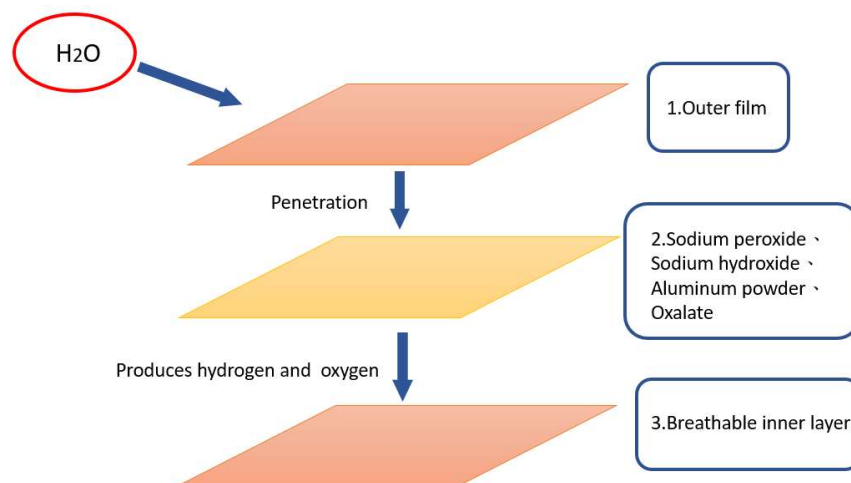 H2O
1.Outer film
Penetration
2.Sodium peroxide、
Sodium hydroxide、
Aluminum powder、
Oxalate
Produces hydrogen and oxygen
3.Breathable inner layer